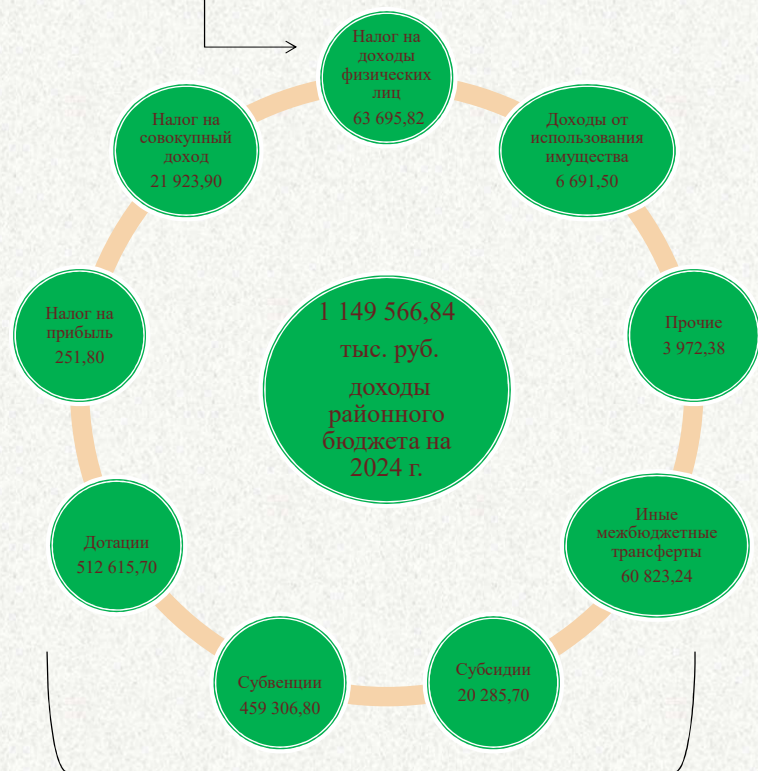 Налог на
доходы
физических
лиц
63 695,82
Доходы от
использования
имущества
6 691,50
Прочие
3 972,38
Иные
межбюджетные
трансферты
60 823,24
Субсидии
20 285,70
Субвенции
459 306,80
Дотации
512 615,70
Налог на
прибыль
251,80
Налог на
совокупный
доход
21 923,90
1 149 566,84
тыс. руб.
доходы
районного
бюджета на
2024 г.